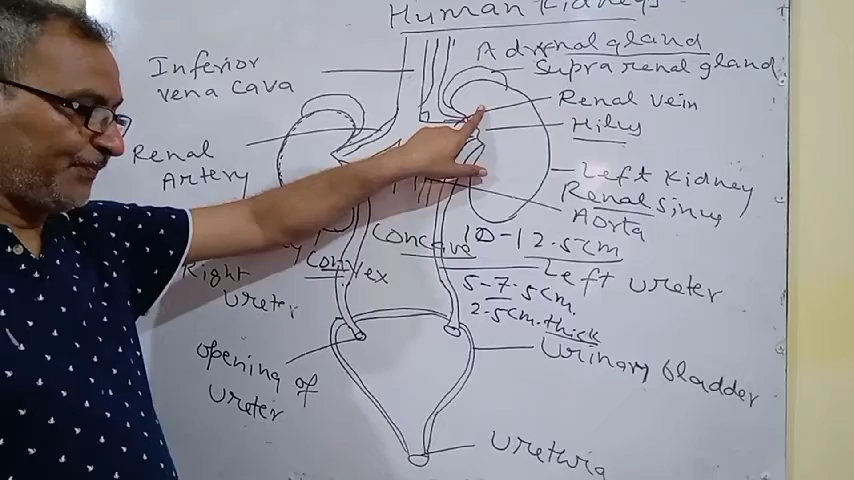 Human Kidneys
Adrenal gland
Supra renal gland
Inferior
vena cava
Renal vein
Hilus
Renal
Artery
Left Kidney
Renal Sinus
Aorta
Concave
10-12.5cm
Convex
Right
Ureter
Left Ureter
5-7.5cm.
2.5cm. thick
Urinary bladder
opening of
Ureter
Urethra